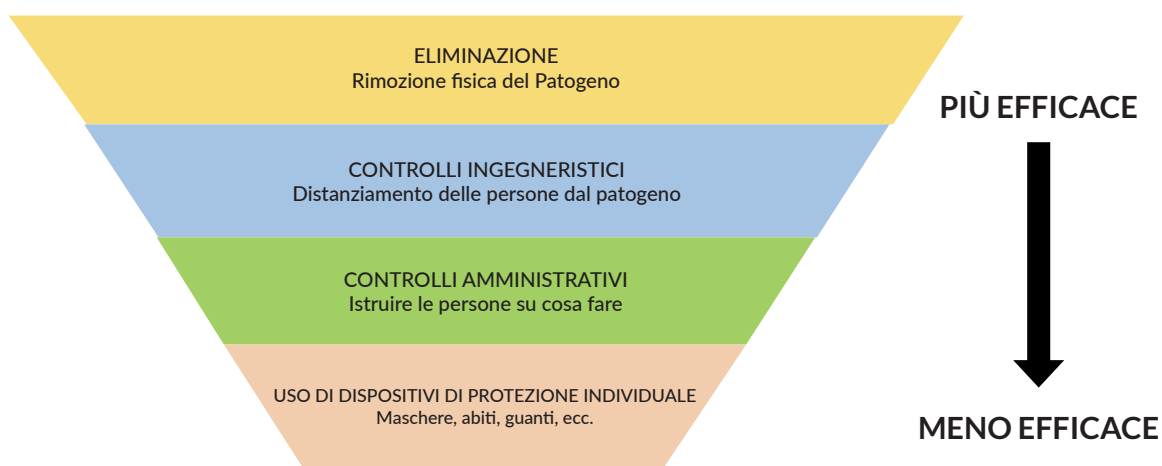 ELIMINAZIONE
Rimozione fisica del Patogeno
PIÙ EFFICACE
CONTROLLI INGEGNERISTICI
Distanziamento delle persone dal patogeno
CONTROLLI AMMINISTRATIVI
Istruire le persone su cosa fare
USO DI DISPOSITIVI DI PROTEZIONE INDIVIDUALE
Maschere, abiti, guanti, ecc.
MENO EFFICACE